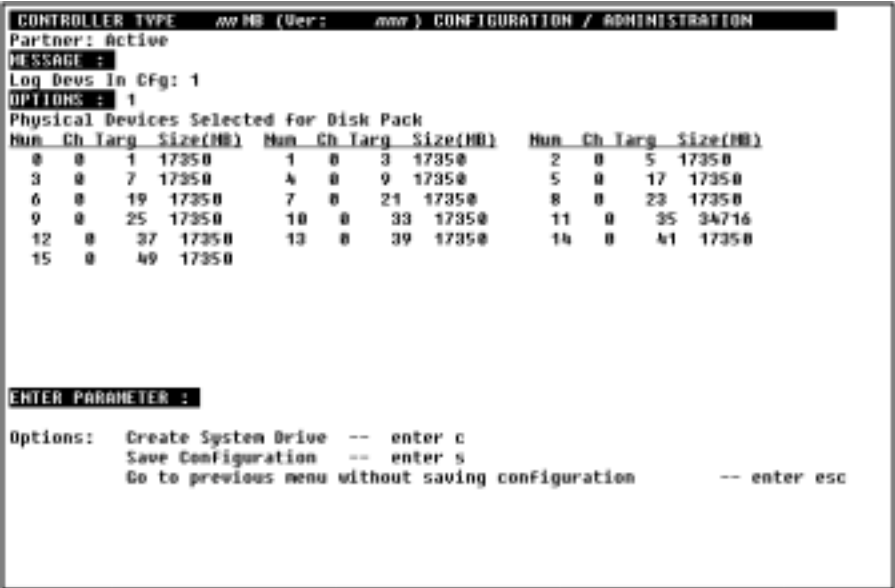 CONTROLLER TYPE nn MB (Ver: nnn ) CONFIGURATION / ADMINISTRATION
Partner: Active
MESSAGE :
Log Devs In Cfg: 1
OPTIONS : 1
Physical Devices Selected for Disk Pack
Num Ch Targ Size(MB) Num Ch Targ Size(MB) Num Ch Targ Size(MB)
0 0 1 17350 1 0 3 17350 2 0 5 17350
3 0 7 17350 4 0 9 17350 5 0 17 17350
6 0 19 17350 7 0 21 17350 8 0 23 17350
9 0 25 17350 10 0 33 17350 11 0 35 34716
12 0 37 17350 13 0 39 17350 14 0 41 17350
15 0 49 17350
ENTER PARAMETER :
Options: Create System Drive -- enter c
Save Configuration -- enter s
Go to previous menu without saving configuration -- enter esc